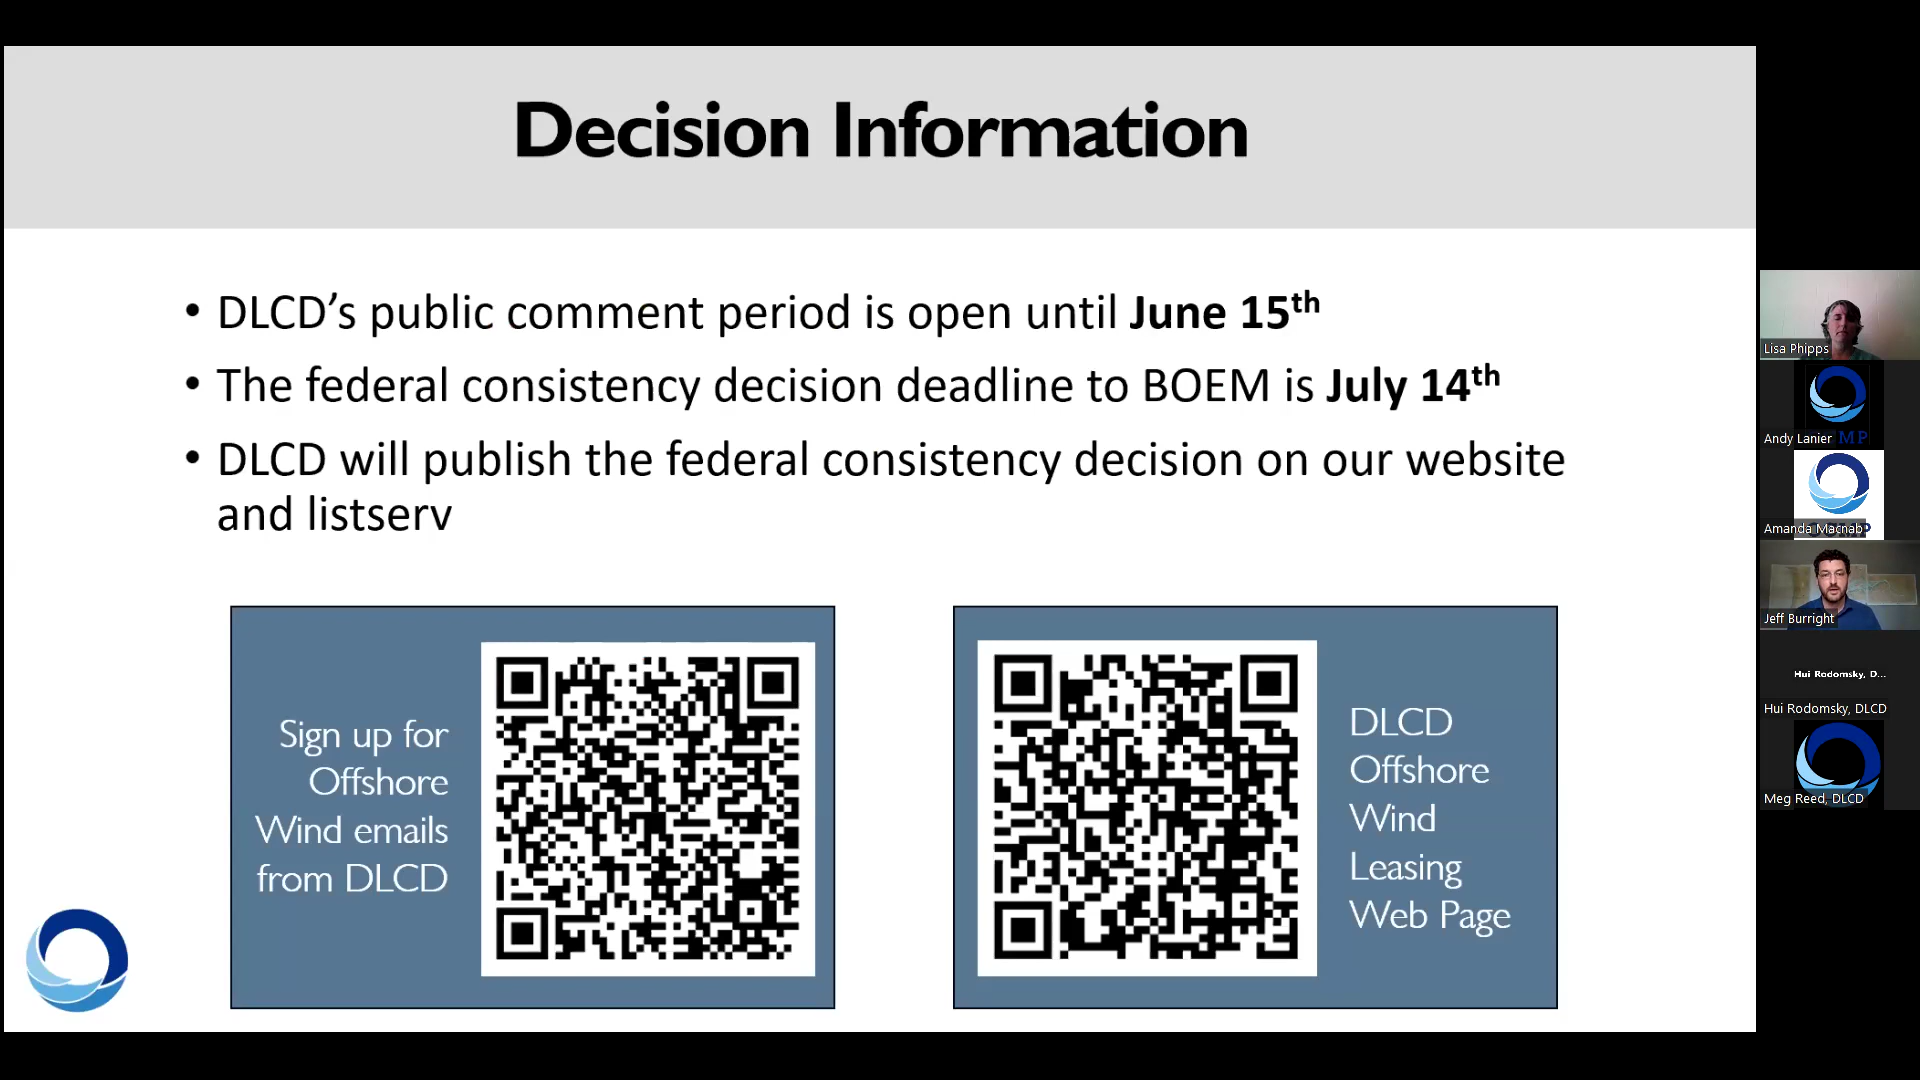 Decision Information
• DLCD’s public comment period is open until June 15th
• The federal consistency decision deadline to BOEM is July 14th
• DLCD will publish the federal consistency decision on our website
and listserv
Sign up for
Offshore
Wind emails
from DLCD
DLCD
Offshore
Wind
Leasing
Web Page
Lisa Phipps
Andy Lanier
Amanda Macnab
Jeff Burright
Hui Rodomsky, D...
Hui Rodomsky, DLCD
Meg Reed, DLCD